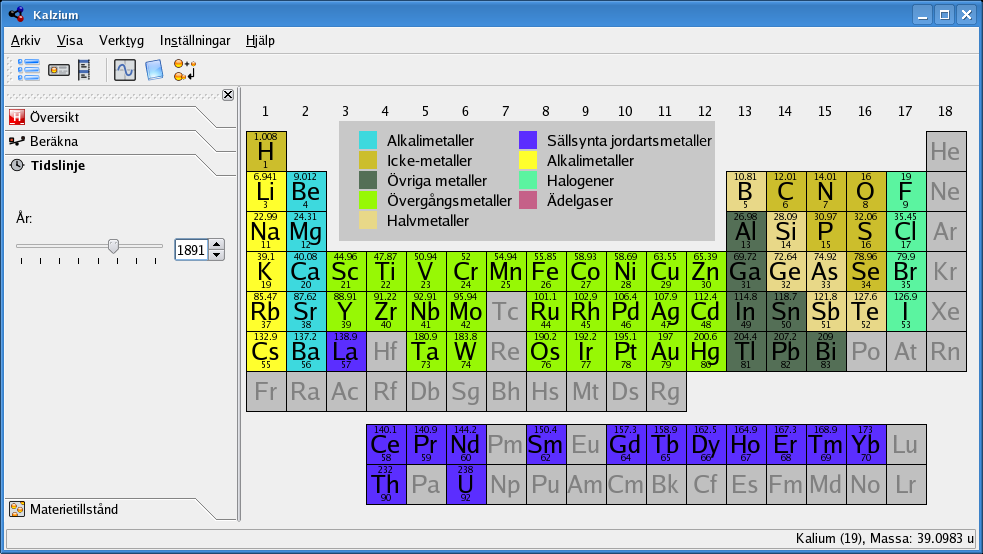 Kalzium
Arkiv Visa Verktyg Inställningar Hjälp
Översikt
Beräkna
Tidslinje
År:
1891
Materietillstånd
1 2 3 4 5 6 7 8 9 10 11 12 13 14 15 16 17 18
Alkalimetaller Sällsynta jordartsmetaller
Icke-metaller Alkalimetaller
Övriga metaller Halogener
Övergångsmetaller Ädelgaser
Halvmetaller
1.008
H He
1
6.941 9.012 10.81 12.01 14.01 16 19
Li Be B C N O F Ne
3 4 5 6 7 8 9
22.99 24.31 26.98 28.09 30.97 32.06 35.45
Na Mg Al Si P S Cl Ar
11 12 13 14 15 16 17
39.1 40.08 44.96 47.87 50.94 52 54.94 55.85 58.93 58.69 63.55 65.39 69.72 72.64 74.92 78.96 79.9
K Ca Sc Ti V Cr Mn Fe Co Ni Cu Zn Ga Ge As Se Br Kr
19 20 21 22 23 24 25 26 27 28 29 30 31 32 33 34 35
85.47 87.62 88.91 91.22 92.91 95.94 101.1 102.9 106.4 107.9 112.4 114.8 118.7 121.8 127.6 126.9
Rb Sr Y Zr Nb Mo Tc Ru Rh Pd Ag Cd In Sn Sb Te I Xe
37 38 39 40 41 42 44 45 46 47 48 49 50 51 52 53
132.9 137.2 138.9 180.9 183.8 190.2 192.2 195.1 197 200.6 204.4 207.2 209
Cs Ba La Hf Ta W Re Os Ir Pt Au Hg Tl Pb Bi Po At Rn
55 56 57 73 74 76 77 78 79 80 81 82 83
Fr Ra Ac Rf Db Sg Bh Hs Mt Ds Rg
140.1 140.9 144.2 150.4 157.3 158.9 162.5 164.9 167.3 168.9 173
Ce Pr Nd Pm Sm Eu Gd Tb Dy Ho Er Tm Yb Lu
58 59 60 62 64 65 66 67 68 69 70
232 238
Th Pa U Np Pu Am Cm Bk Cf Es Fm Md No Lr
90 92
Kalium (19), Massa: 39.0983 u